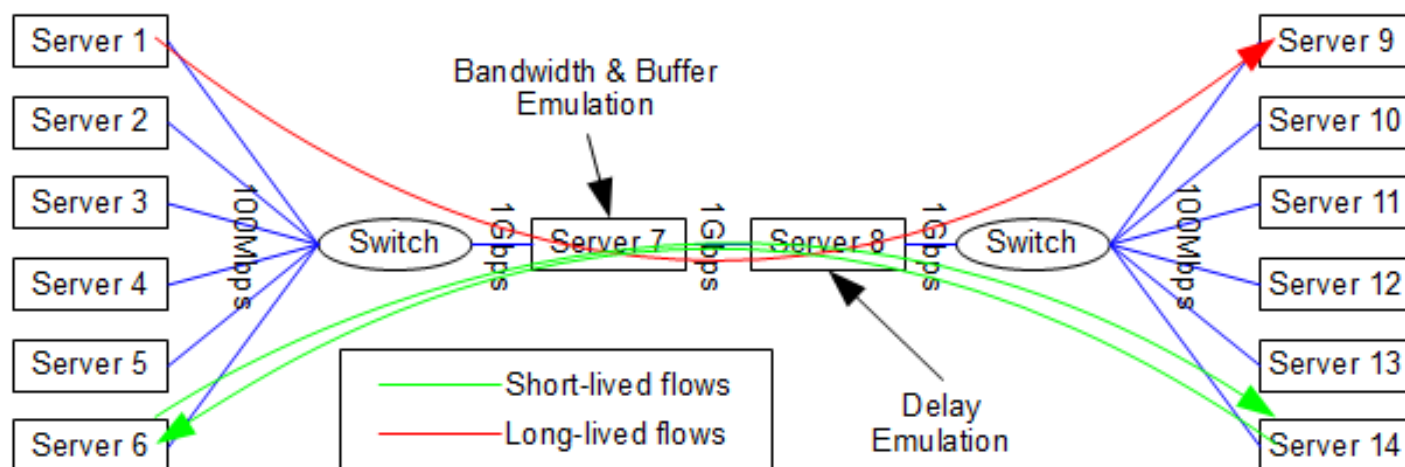 Server 1
Server 2
Server 3
Server 4
Server 5
Server 6
100Mbps
Switch
1Gbps
Bandwidth & Buffer
Emulation
Server 7
1Gbps
Server 8
1Gbps
Delay
Emulation
Switch
100Mbps
Server 9
Server 10
Server 11
Server 12
Server 13
Server 14
Short-lived flows
Long-lived flows